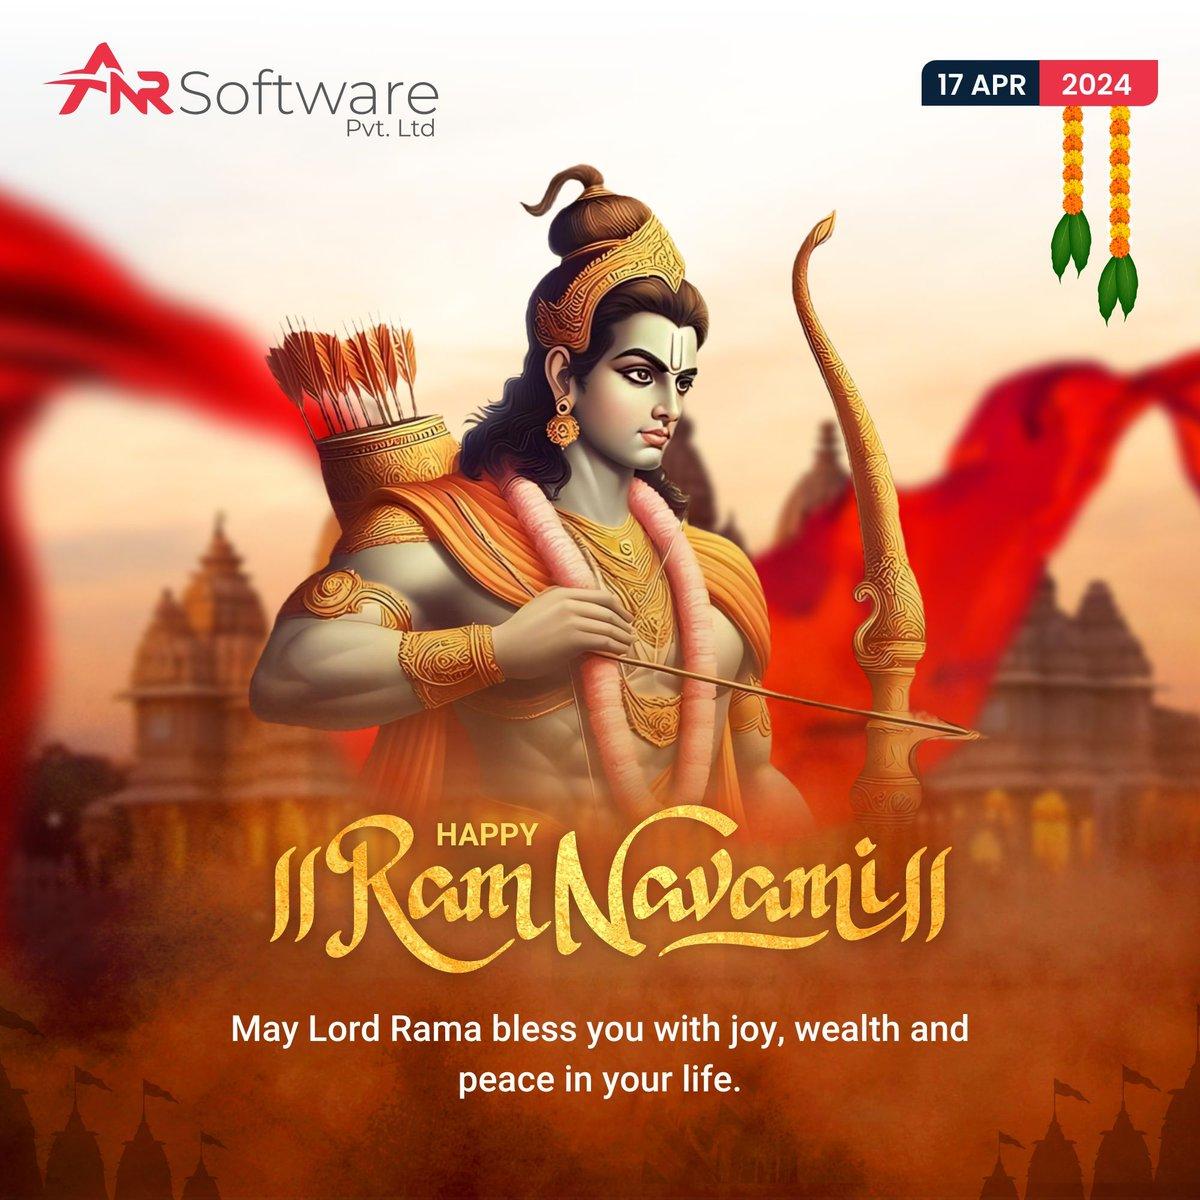 ANR Software
Pvt. Ltd
17 APR 2024
HAPPY
||Ram Navami||
May Lord Rama bless you with joy, wealth and
peace in your life.